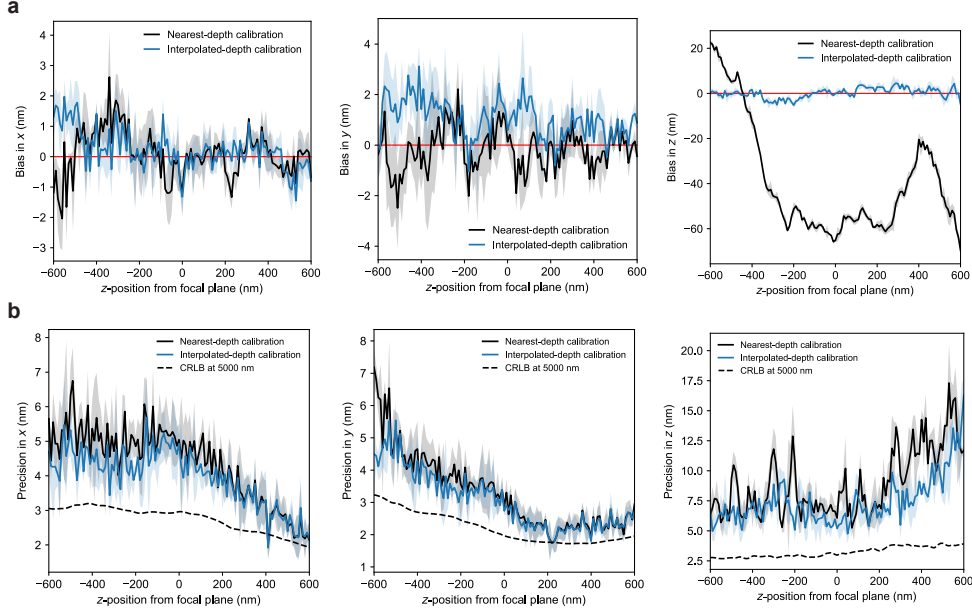 a
4
3
2
1
0
−1
−2
−3
Bias in x (nm)
Nearest-depth calibration
Interpolated-depth calibration
−600 −400 −200 0 200 400 600
z-position from focal plane (nm)
4
2
0
−2
−4
Bias in y (nm)
Nearest-depth calibration
Interpolated-depth calibration
−600 −400 −200 0 200 400 600
z-position from focal plane (nm)
20
0
−20
−40
−60
Bias in z (nm)
Nearest-depth calibration
Interpolated-depth calibration
−600 −400 −200 0 200 400 600
z-position from focal plane (nm)
b
8
7
6
5
4
3
2
Precision in x (nm)
Nearest-depth calibration
Interpolated-depth calibration
CRLB at 5000 nm
−600 −400 −200 0 200 400 600
z-position from focal plane (nm)
8
7
6
5
4
3
2
1
Precision in y (nm)
Nearest-depth calibration
Interpolated-depth calibration
CRLB at 5000 nm
−600 −400 −200 0 200 400 600
z-position from focal plane (nm)
20.0
17.5
15.0
12.5
10.0
7.5
5.0
2.5
Precision in z (nm)
Nearest-depth calibration
Interpolated-depth calibration
CRLB at 5000 nm
−600 −400 −200 0 200 400 600
z-position from focal plane (nm)